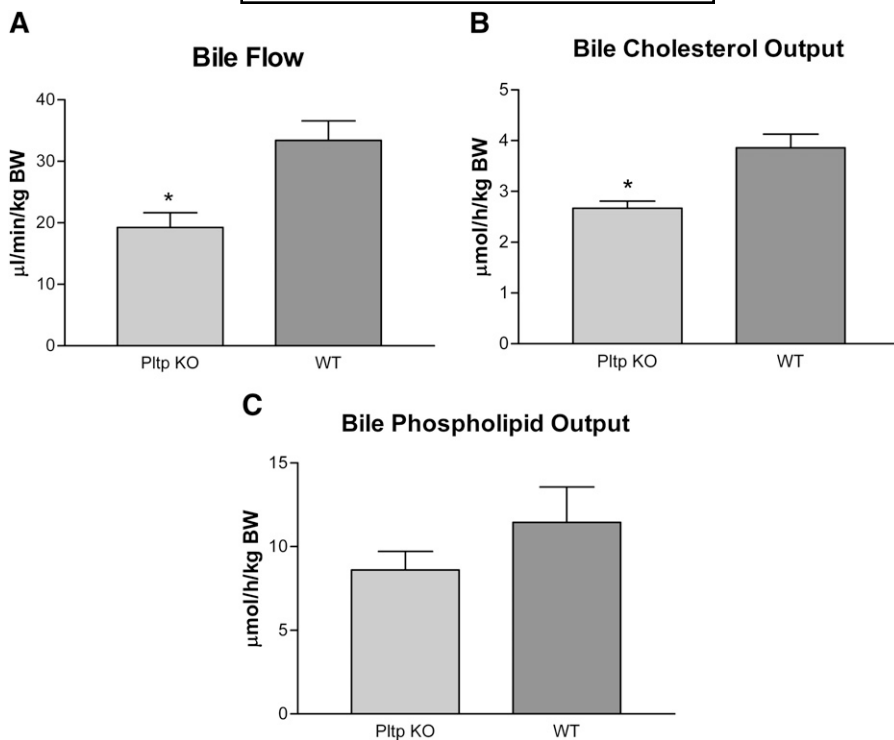 A
Bile Flow
µl/min/kg BW
40
30
20
10
0
*
Pltp KO
WT
B
Bile Cholesterol Output
µmol/h/kg BW
5
4
3
2
1
0
*
Pltp KO
WT
C
Bile Phospholipid Output
µmol/h/kg BW
15
10
5
0
Pltp KO
WT